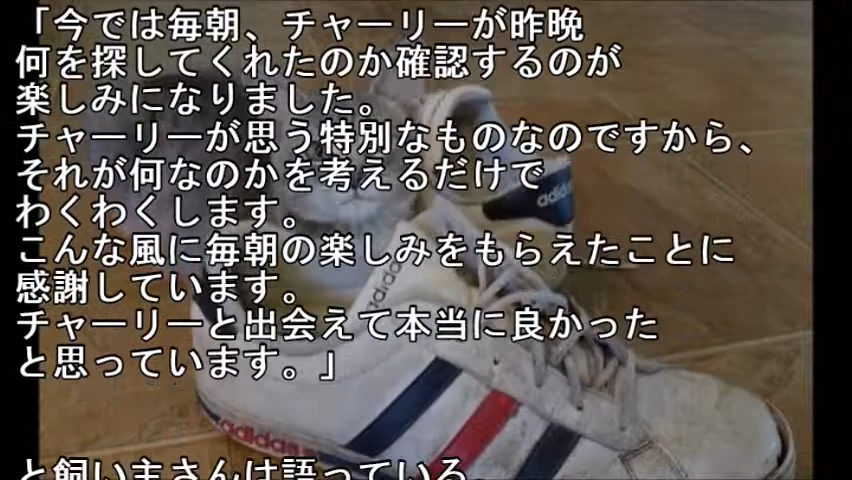 「今では毎朝、チャーリーが昨晩
何を探してくれたのか確認するのが
楽しみになりました。
チャーリーが思う特別なものなのですから、
それが何なのかを考えるだけで
わくわくします。
こんな風に毎朝の楽しみをもらえたことに
感謝しています。
チャーリーと出会えて本当に良かった
と思っています。」
と飼い主さんは語っている。
adidas
adidas
adidas